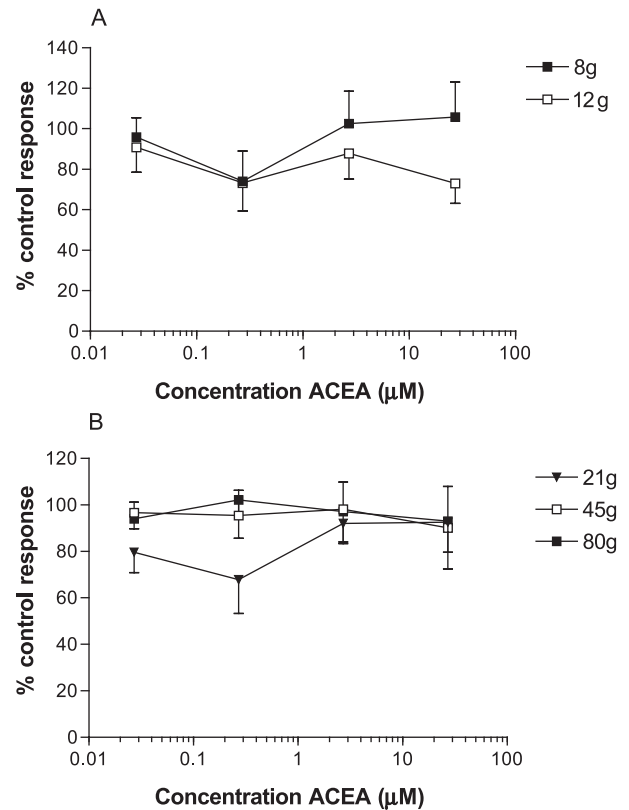 A
140
120
100
80
60
40
20
0
0.01 0.1 1 10 100
% control response
Concentration ACEA (μM)
8g
12g
B
120
100
80
60
40
20
0
0.01 0.1 1 10 100
% control response
Concentration ACEA (μM)
21g
45g
80g